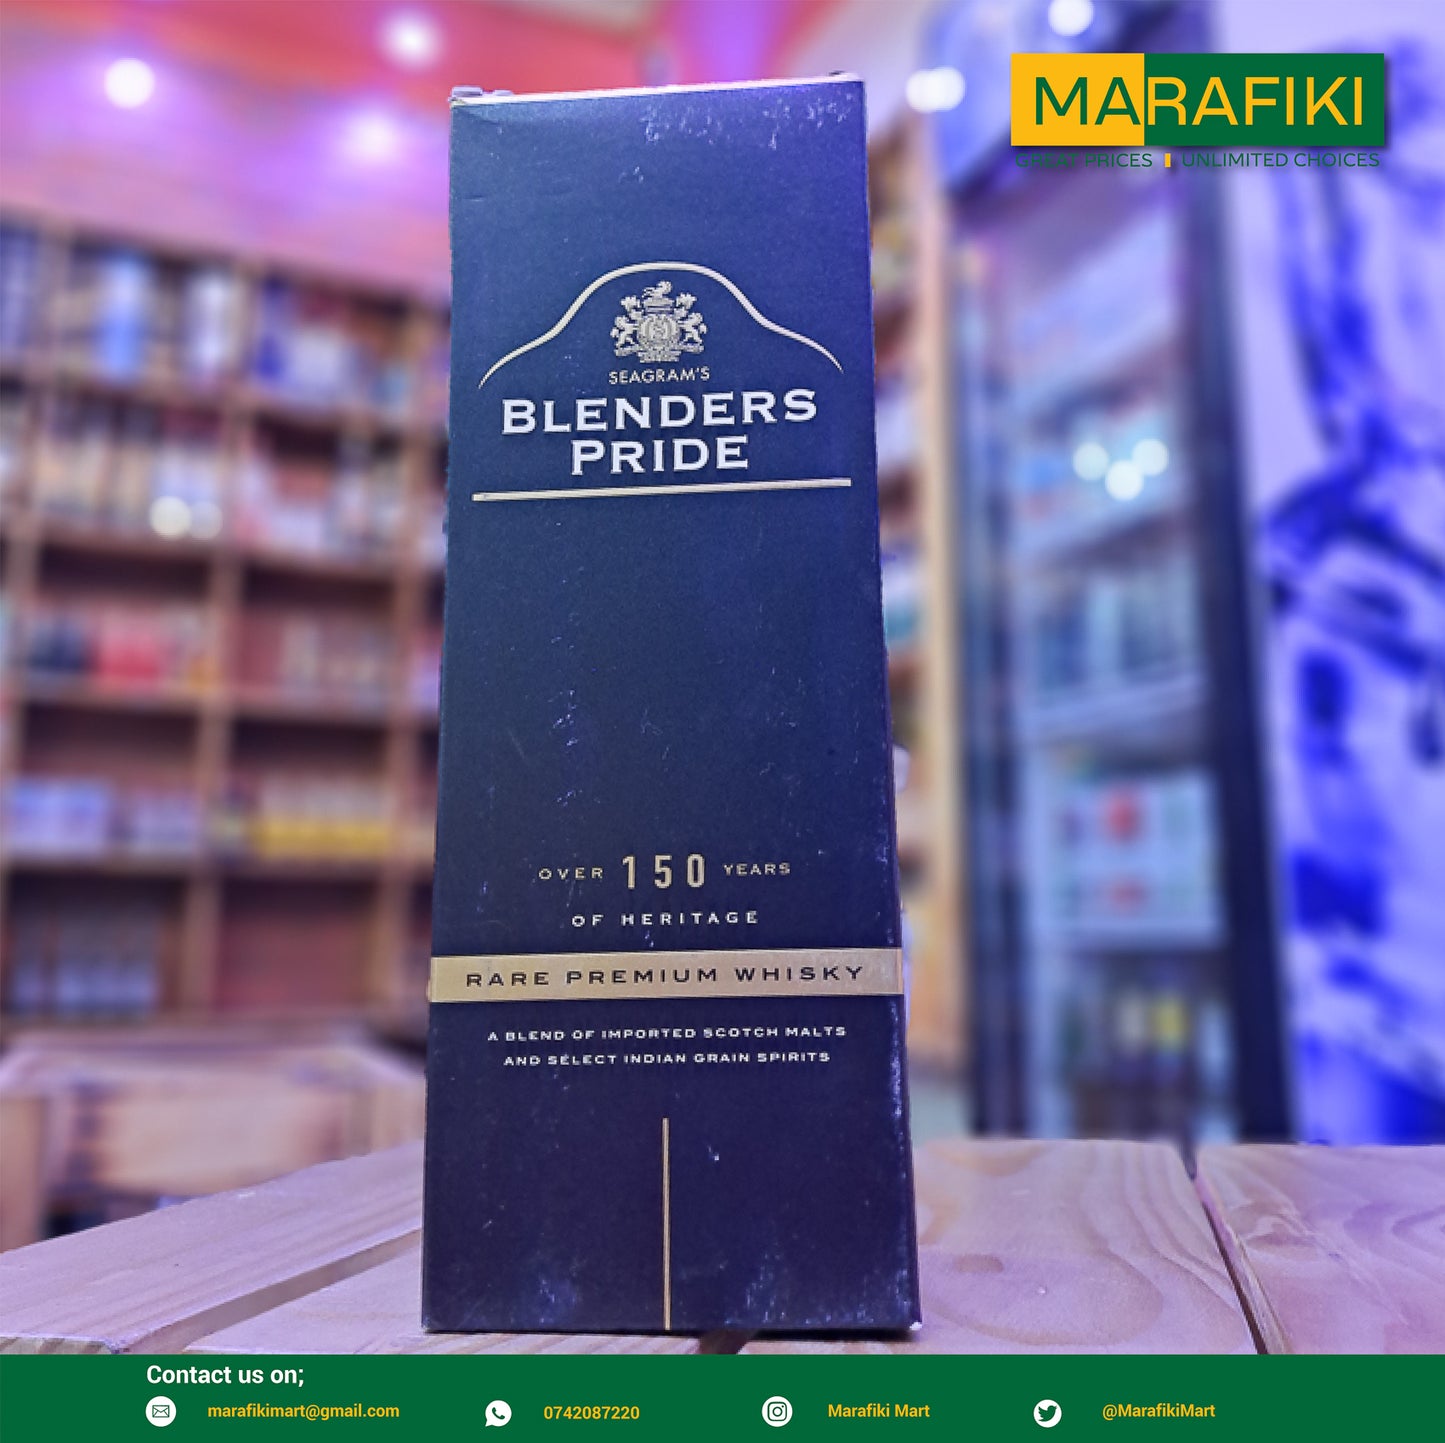 MARAFIKI
GREAT PRICES UNLIMITED CHOICES
SEAGRAM'S
BLENDERS
PRIDE
OVER 150 YEARS
OF HERITAGE
RARE PREMIUM WHISKY
A BLEND OF IMPORTED SCOTCH MALTS
AND SELECT INDIAN GRAIN SPIRITS
Contact us on;
marafikimart@gmail.com 0742087220 Marafiki Mart @MarafikiMart